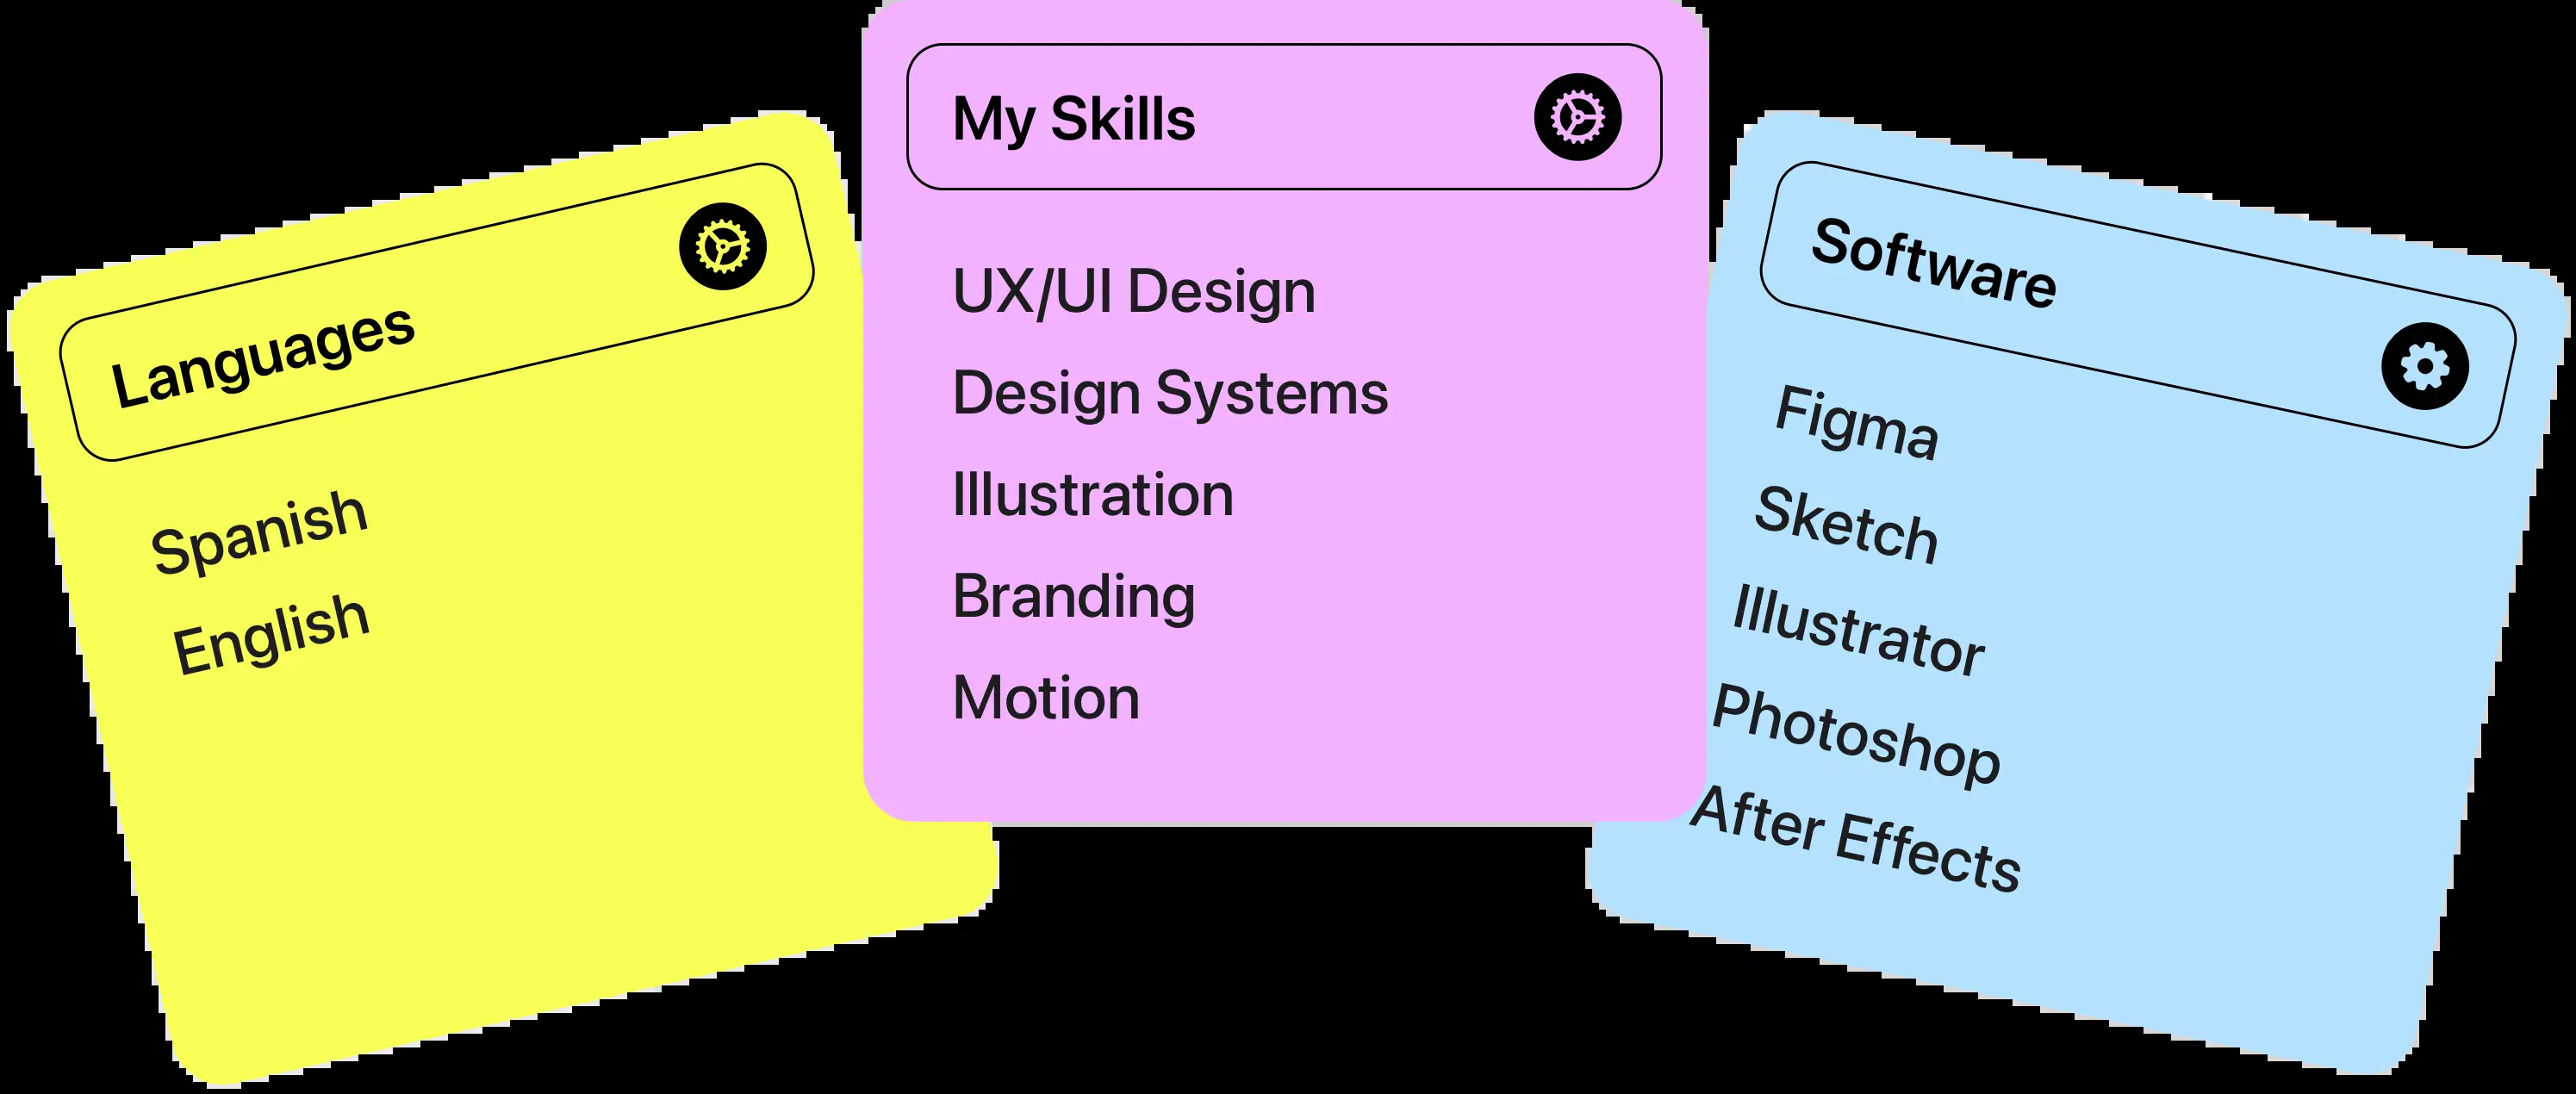 Languages
Spanish
English
My Skills
UX/UI Design
Design Systems
Illustration
Branding
Motion
Software
Figma
Sketch
Illustrator
Photoshop
After Effects